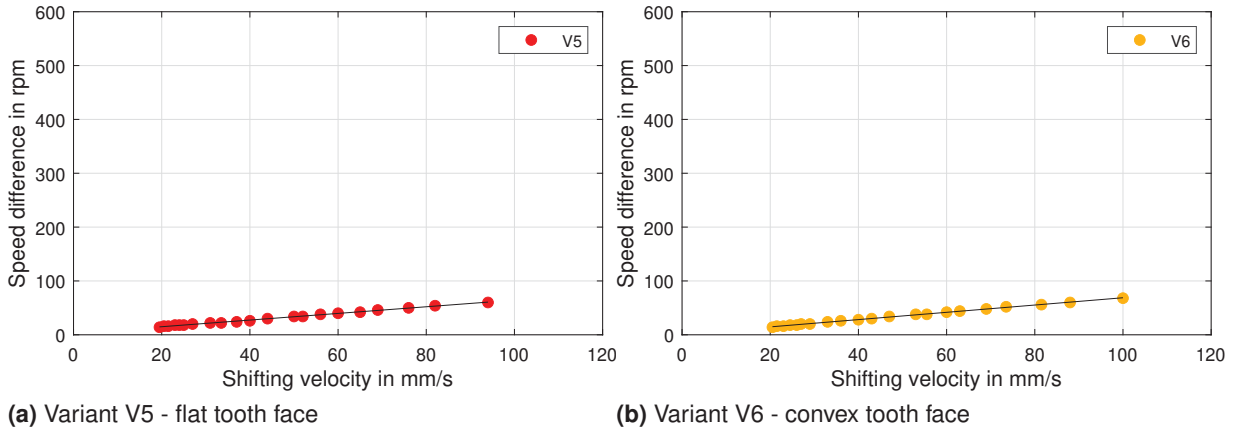 600
500
400
300
200
100
0
Speed difference in rpm
V5
0 20 40 60 80 100 120
Shifting velocity in mm/s
(a) Variant V5 - flat tooth face
600
500
400
300
200
100
0
Speed difference in rpm
V6
0 20 40 60 80 100 120
Shifting velocity in mm/s
(b) Variant V6 - convex tooth face